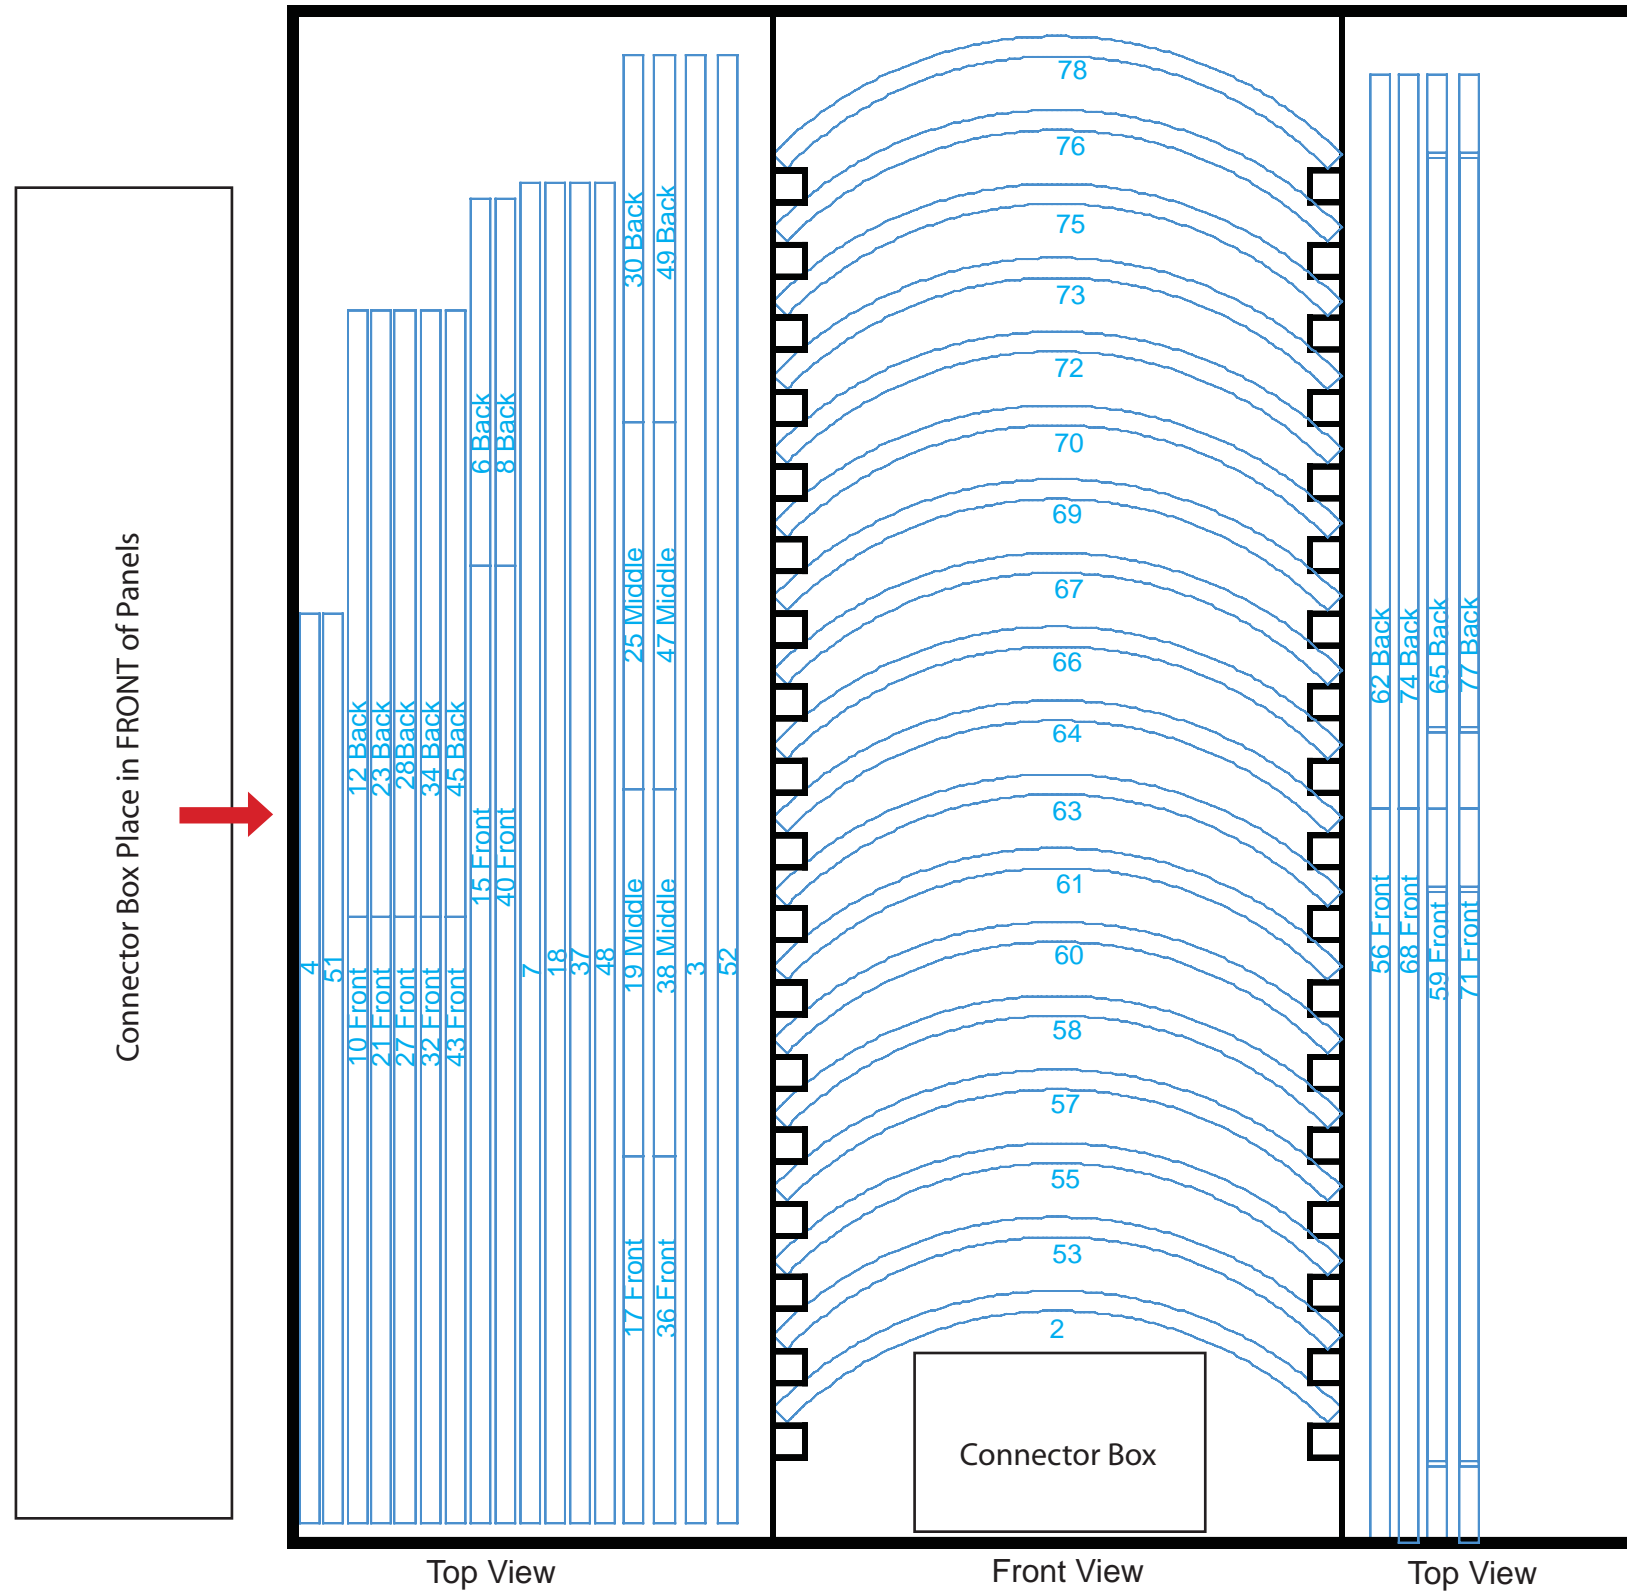 Connector Box Place in FRONT of Panels
4
51
12 Back
10 Front
23 Back
21 Front
28Back
27 Front
34 Back
32 Front
45 Back
43 Front
6 Back
15 Front
8 Back
40 Front
7
18
37
48
30 Back
25 Middle
19 Middle
17 Front
49 Back
47 Middle
38 Middle
36 Front
3
52
Top View
78
76
75
73
72
70
69
67
66
64
63
61
60
58
57
55
53
2
Connector Box
Front View
62 Back
56 Front
74 Back
68 Front
65 Back
59 Front
77 Back
71 Front
Top View